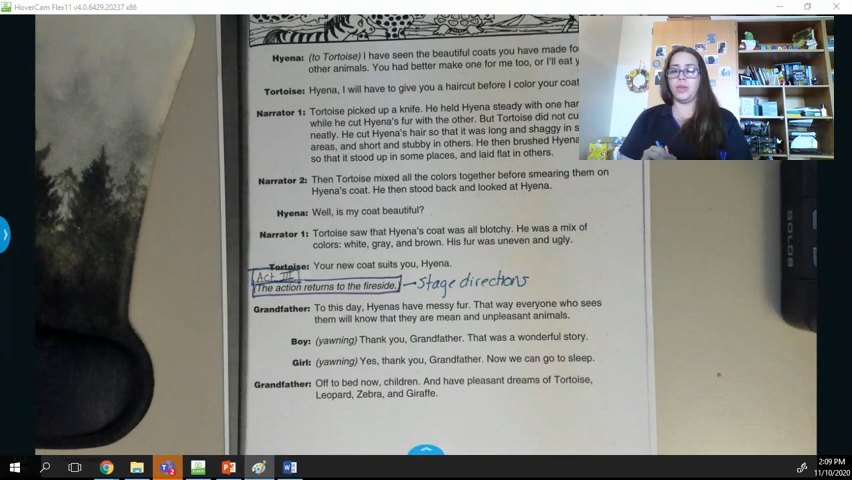 HoverCam Flex11 v4.0.6429.20237 x86
Hyena: (to Tortoise) I have seen the beautiful coats you have made fo
other animals. You had better make one for me too, or I'll eat y
Tortoise: Hyena, I will have to give you a haircut before I color your coat
Narrator 1: Tortoise picked up a knife. He held Hyena steady with one har
while he cut Hyena's fur with the other. But Tortoise did not cu
neatly. He cut Hyena's hair so that it was long and shaggy in s
areas, and short and stubby in others. He then brushed Hyena
so that it stood up in some places, and laid flat in others.
Narrator 2: Then Tortoise mixed all the colors together before smearing them on
Hyena's coat. He then stood back and looked at Hyena.
Hyena: Well, is my coat beautiful?
Narrator 1: Tortoise saw that Hyena's coat was all blotchy. He was a mix of
colors: white, gray, and brown. His fur was uneven and ugly.
Tortoise: Your new coat suits you, Hyena.
Act III
The action returns to the fireside. → stage directions
Grandfather: To this day, Hyenas have messy fur. That way everyone who sees
them will know that they are mean and unpleasant animals.
Boy: (yawning) Thank you, Grandfather. That was a wonderful story.
Girl: (yawning) Yes, thank you, Grandfather. Now we can go to sleep.
Grandfather: Off to bed now, children. And have pleasant dreams of Tortoise,
Leopard, Zebra, and Giraffe.
2:09 PM
11/10/2020